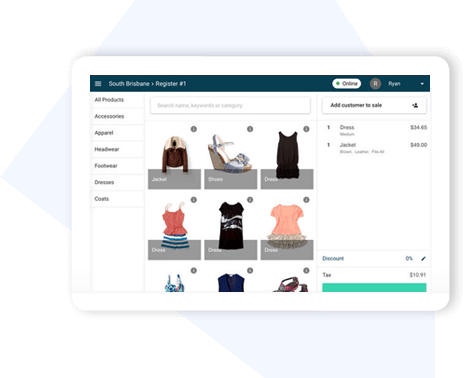 South Brisbane > Register #1
Online
R
Ryan
All Products
Accessories
Apparel
Headwear
Footwear
Dresses
Coats
Search name, keywords or category
Jacket
Shoes
Dress
Dress
Dress
Dress
Add customer to sale
1 Dress $34.65
Medium
1 Jacket $49.00
Brown, Leather, Fits All
Discount 0%
Tax $10.91